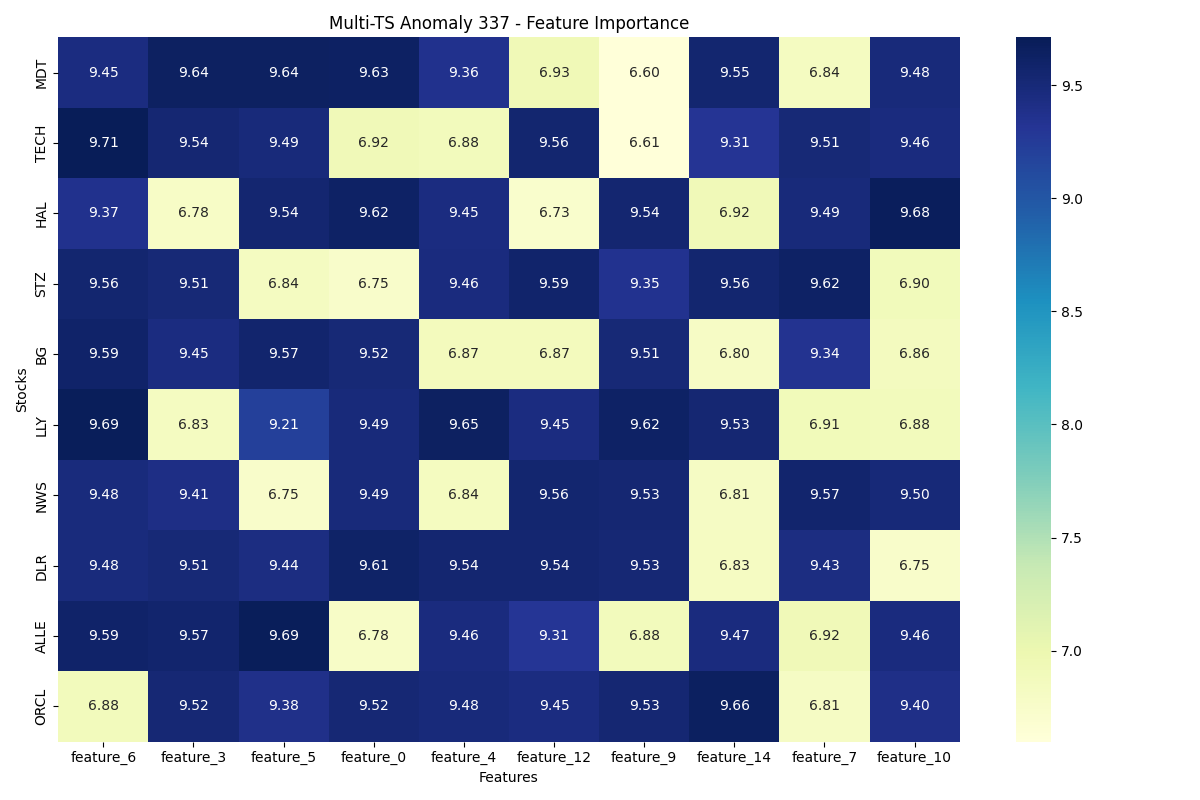 Multi-TS Anomaly 337 - Feature Importance
MDT 9.45 9.64 9.64 9.63 9.36 6.93 6.60 9.55 6.84 9.48
TECH 9.71 9.54 9.49 6.92 6.88 9.56 6.61 9.31 9.51 9.46
HAL 9.37 6.78 9.54 9.62 9.45 6.73 9.54 6.92 9.49 9.68
STZ 9.56 9.51 6.84 6.75 9.46 9.59 9.35 9.56 9.62 6.90
BG 9.59 9.45 9.57 9.52 6.87 6.87 9.51 6.80 9.34 6.86
LLY 9.69 6.83 9.21 9.49 9.65 9.45 9.62 9.53 6.91 6.88
NWS 9.48 9.41 6.75 9.49 6.84 9.56 9.53 6.81 9.57 9.50
DLR 9.48 9.51 9.44 9.61 9.54 9.54 9.53 6.83 9.43 6.75
ALLE 9.59 9.57 9.69 6.78 9.46 9.31 6.88 9.47 6.92 9.46
ORCL 6.88 9.52 9.38 9.52 9.48 9.45 9.53 9.66 6.81 9.40
Stocks
feature_6 feature_3 feature_5 feature_0 feature_4 feature_12 feature_9 feature_14 feature_7 feature_10
Features
9.5
9.0
8.5
8.0
7.5
7.0